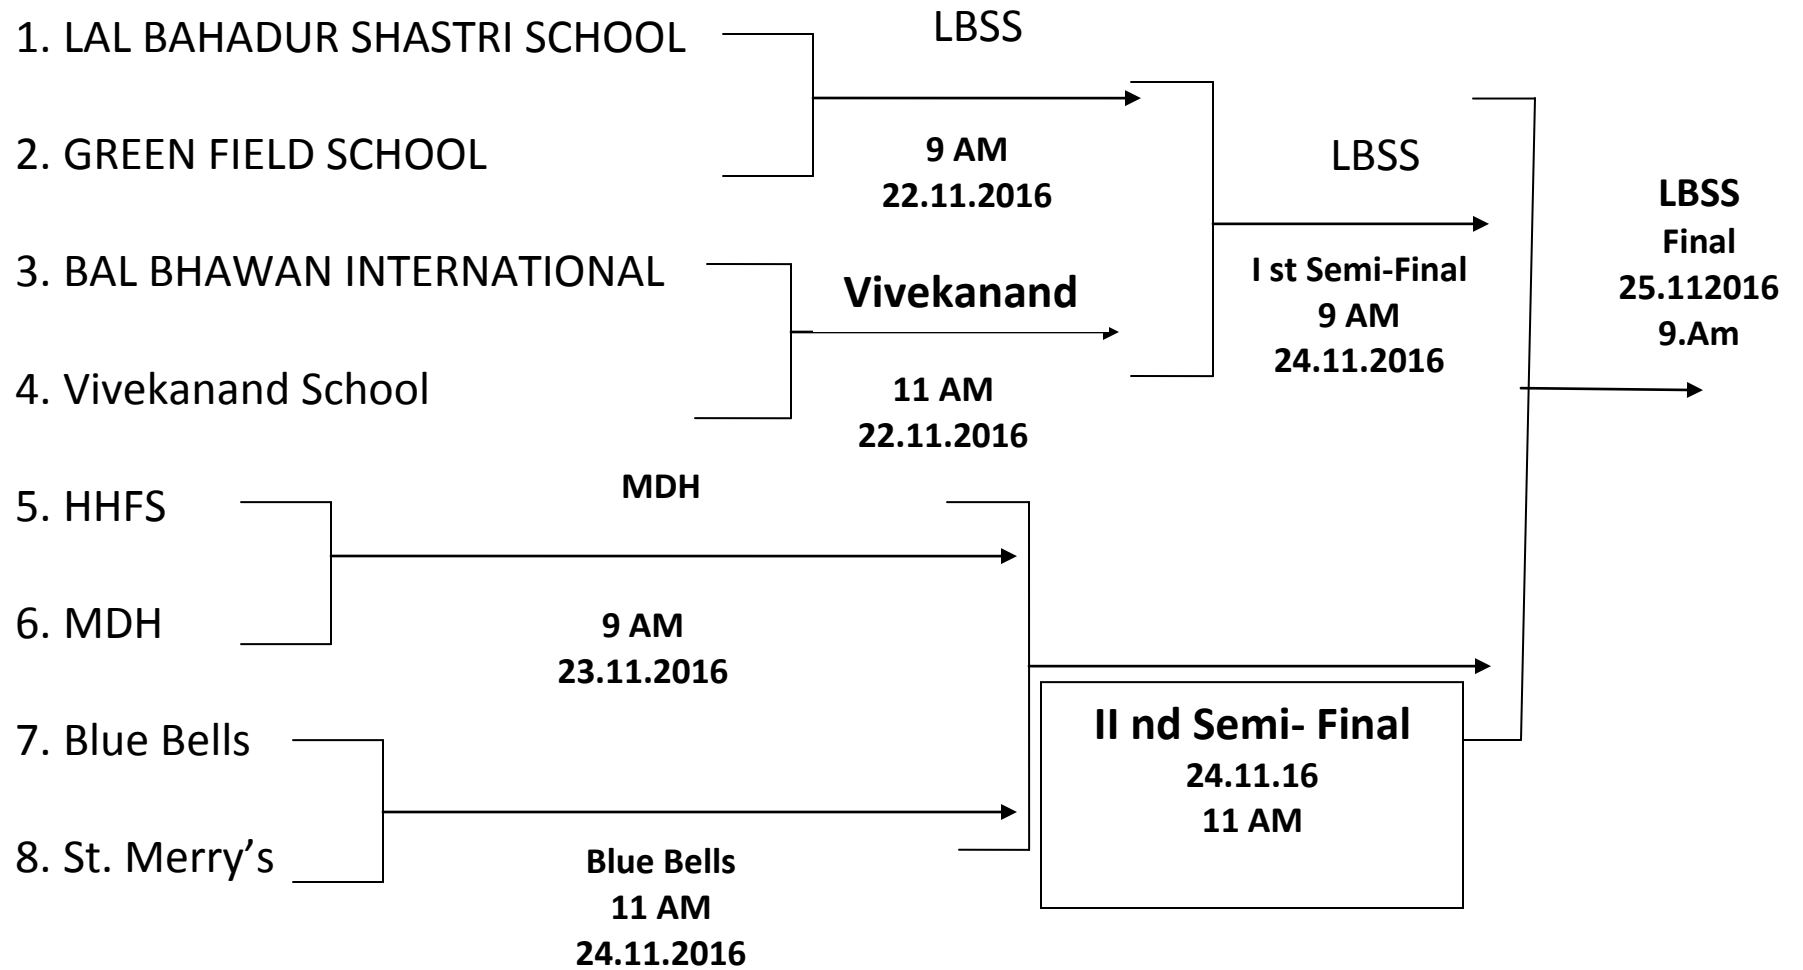 1. LAL BAHADUR SHASTRI SCHOOL
LBSS
2. GREEN FIELD SCHOOL
9 AM
22.11.2016
LBSS
LBSS
Final
25.112016
9.Am
3. BAL BHAWAN INTERNATIONAL
Vivekanand
I st Semi-Final
9 AM
24.11.2016
4. Vivekanand School
11 AM
22.11.2016
5. HHFS
MDH
6. MDH
9 AM
23.11.2016
7. Blue Bells
II nd Semi- Final
24.11.16
11 AM
8. St. Merry’s
Blue Bells
11 AM
24.11.2016